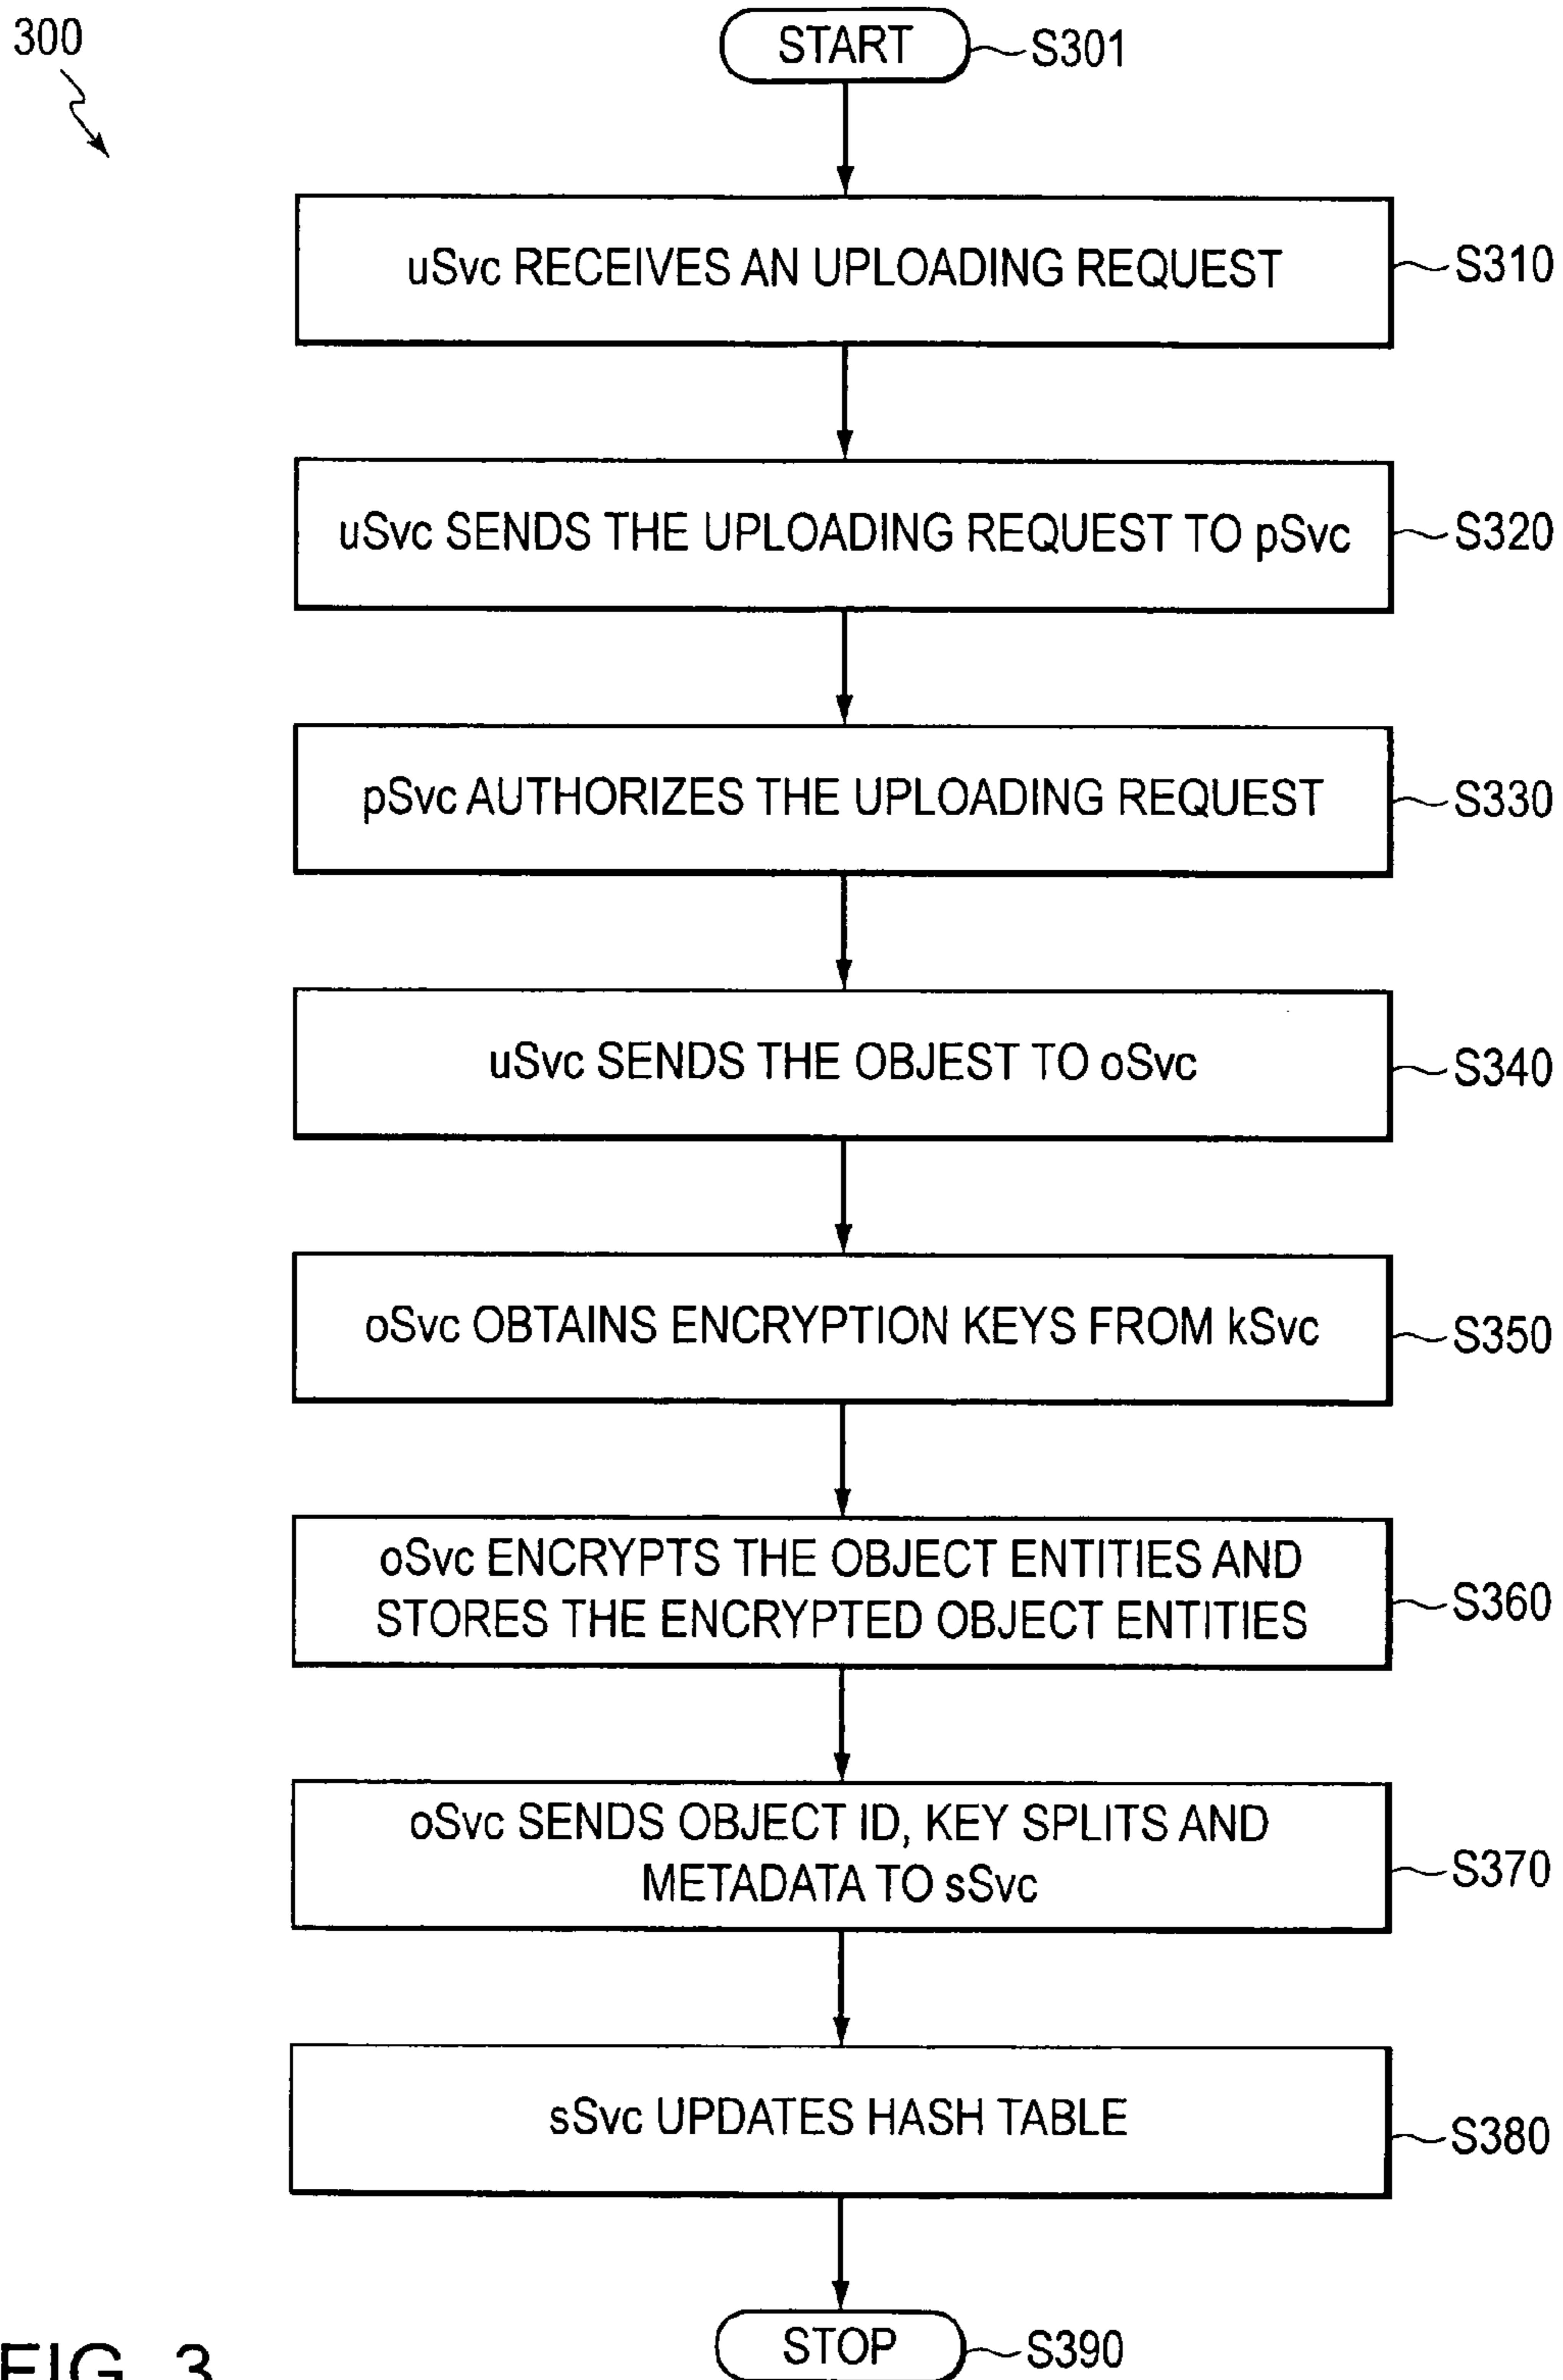 300
START
S301
uSvc RECEIVES AN UPLOADING REQUEST
S310
uSvc SENDS THE UPLOADING REQUEST TO pSvc
S320
pSvc AUTHORIZES THE UPLOADING REQUEST
S330
uSvc SENDS THE OBJEST TO oSvc
S340
oSvc OBTAINS ENCRYPTION KEYS FROM kSvc
S350
oSvc ENCRYPTS THE OBJECT ENTITIES AND
STORES THE ENCRYPTED OBJECT ENTITIES
S360
oSvc SENDS OBJECT ID, KEY SPLITS AND
METADATA TO sSvc
S370
sSvc UPDATES HASH TABLE
S380
STOP
S390
FIG. 3